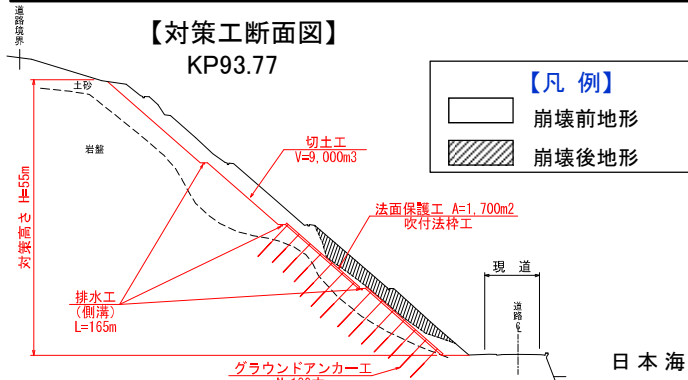 道路境界
【対策工断面図】
KP93.77
【凡 例】
崩壊前地形
崩壊後地形
土砂
岩盤
切土工
V=9,000m3
対策高さ H=55m
法面保護工 A=1,700m2
吹付法枠工
現 道
道路
排水工
(側溝)
L=165m
グラウンドアンカー工
日本海